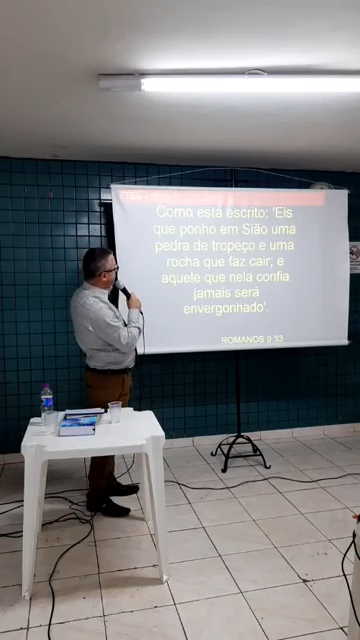 Como está escrito: 'Eis
que ponho em Sião uma
pedra de tropeço e uma
rocha que faz cair; e
aquele que nela confia
jamais será
envergonhado'.
ROMANOS 9:33